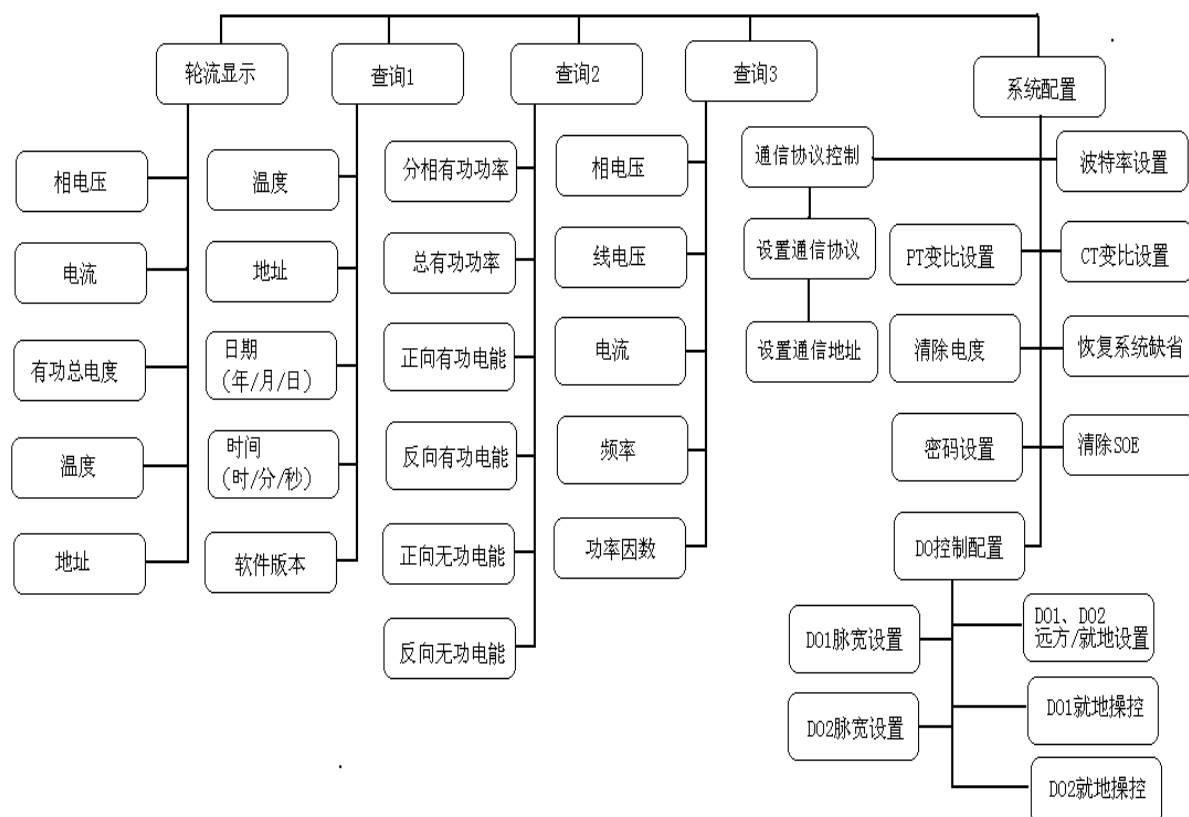 轮流显示
查询1
查询2
查询3
系统配置
相电压
电流
有功总电度
温度
地址
温度
地址
日期
(年/月/日)
时间
(时/分/秒)
软件版本
分相有功功率
总有功功率
正向有功电能
反向有功电能
正向无功电能
反向无功电能
相电压
线电压
电流
频率
功率因数
通信协议控制
设置通信协议
设置通信地址
波特率设置
PT变比设置
CT变比设置
清除电度
恢复系统缺省
密码设置
清除SOE
DO控制配置
DO1脉宽设置
DO1、DO2
远方/就地设置
DO2脉宽设置
DO1就地操控
DO2就地操控